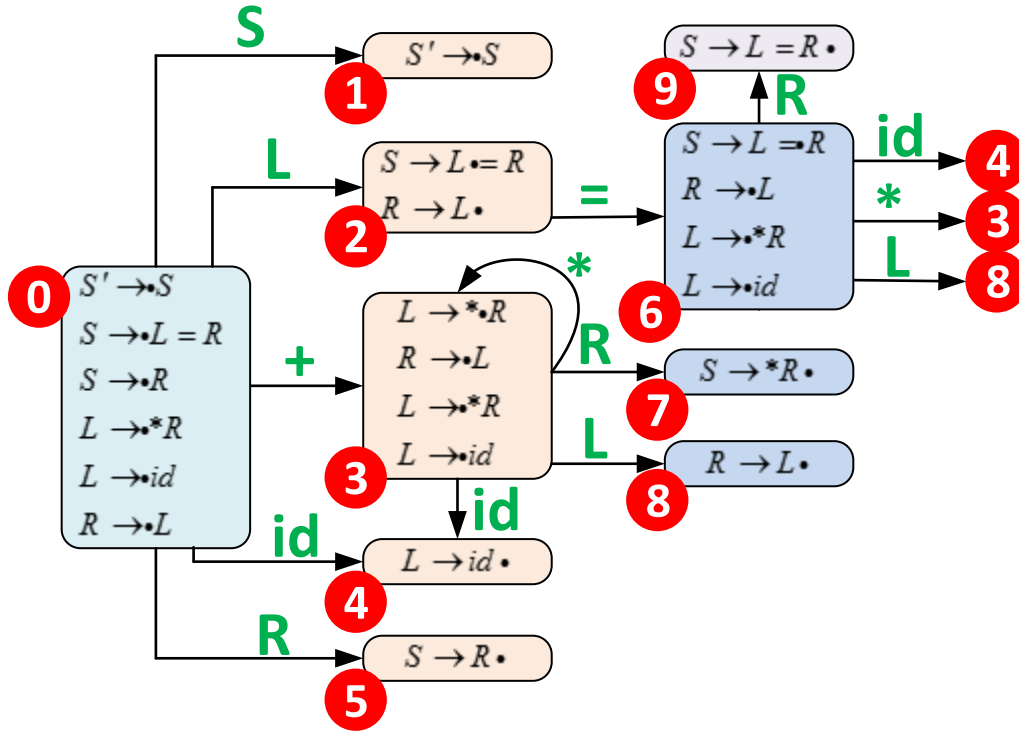 S
S' →•S
1
S → L = R •
9
R
L
S → L •= R
R → L •
2
=
S → L =•R
R →•L
L →•*R
L →•id
6
id
4
*
3
L
8
0
S' →•S
S →•L = R
S →•R
L →•*R
L →•id
R →•L
+
L → *•R
R →•L
L →•*R
L →•id
3
*
R
S → *R •
7
L
R → L •
8
id
id
L → id •
4
R
S → R •
5